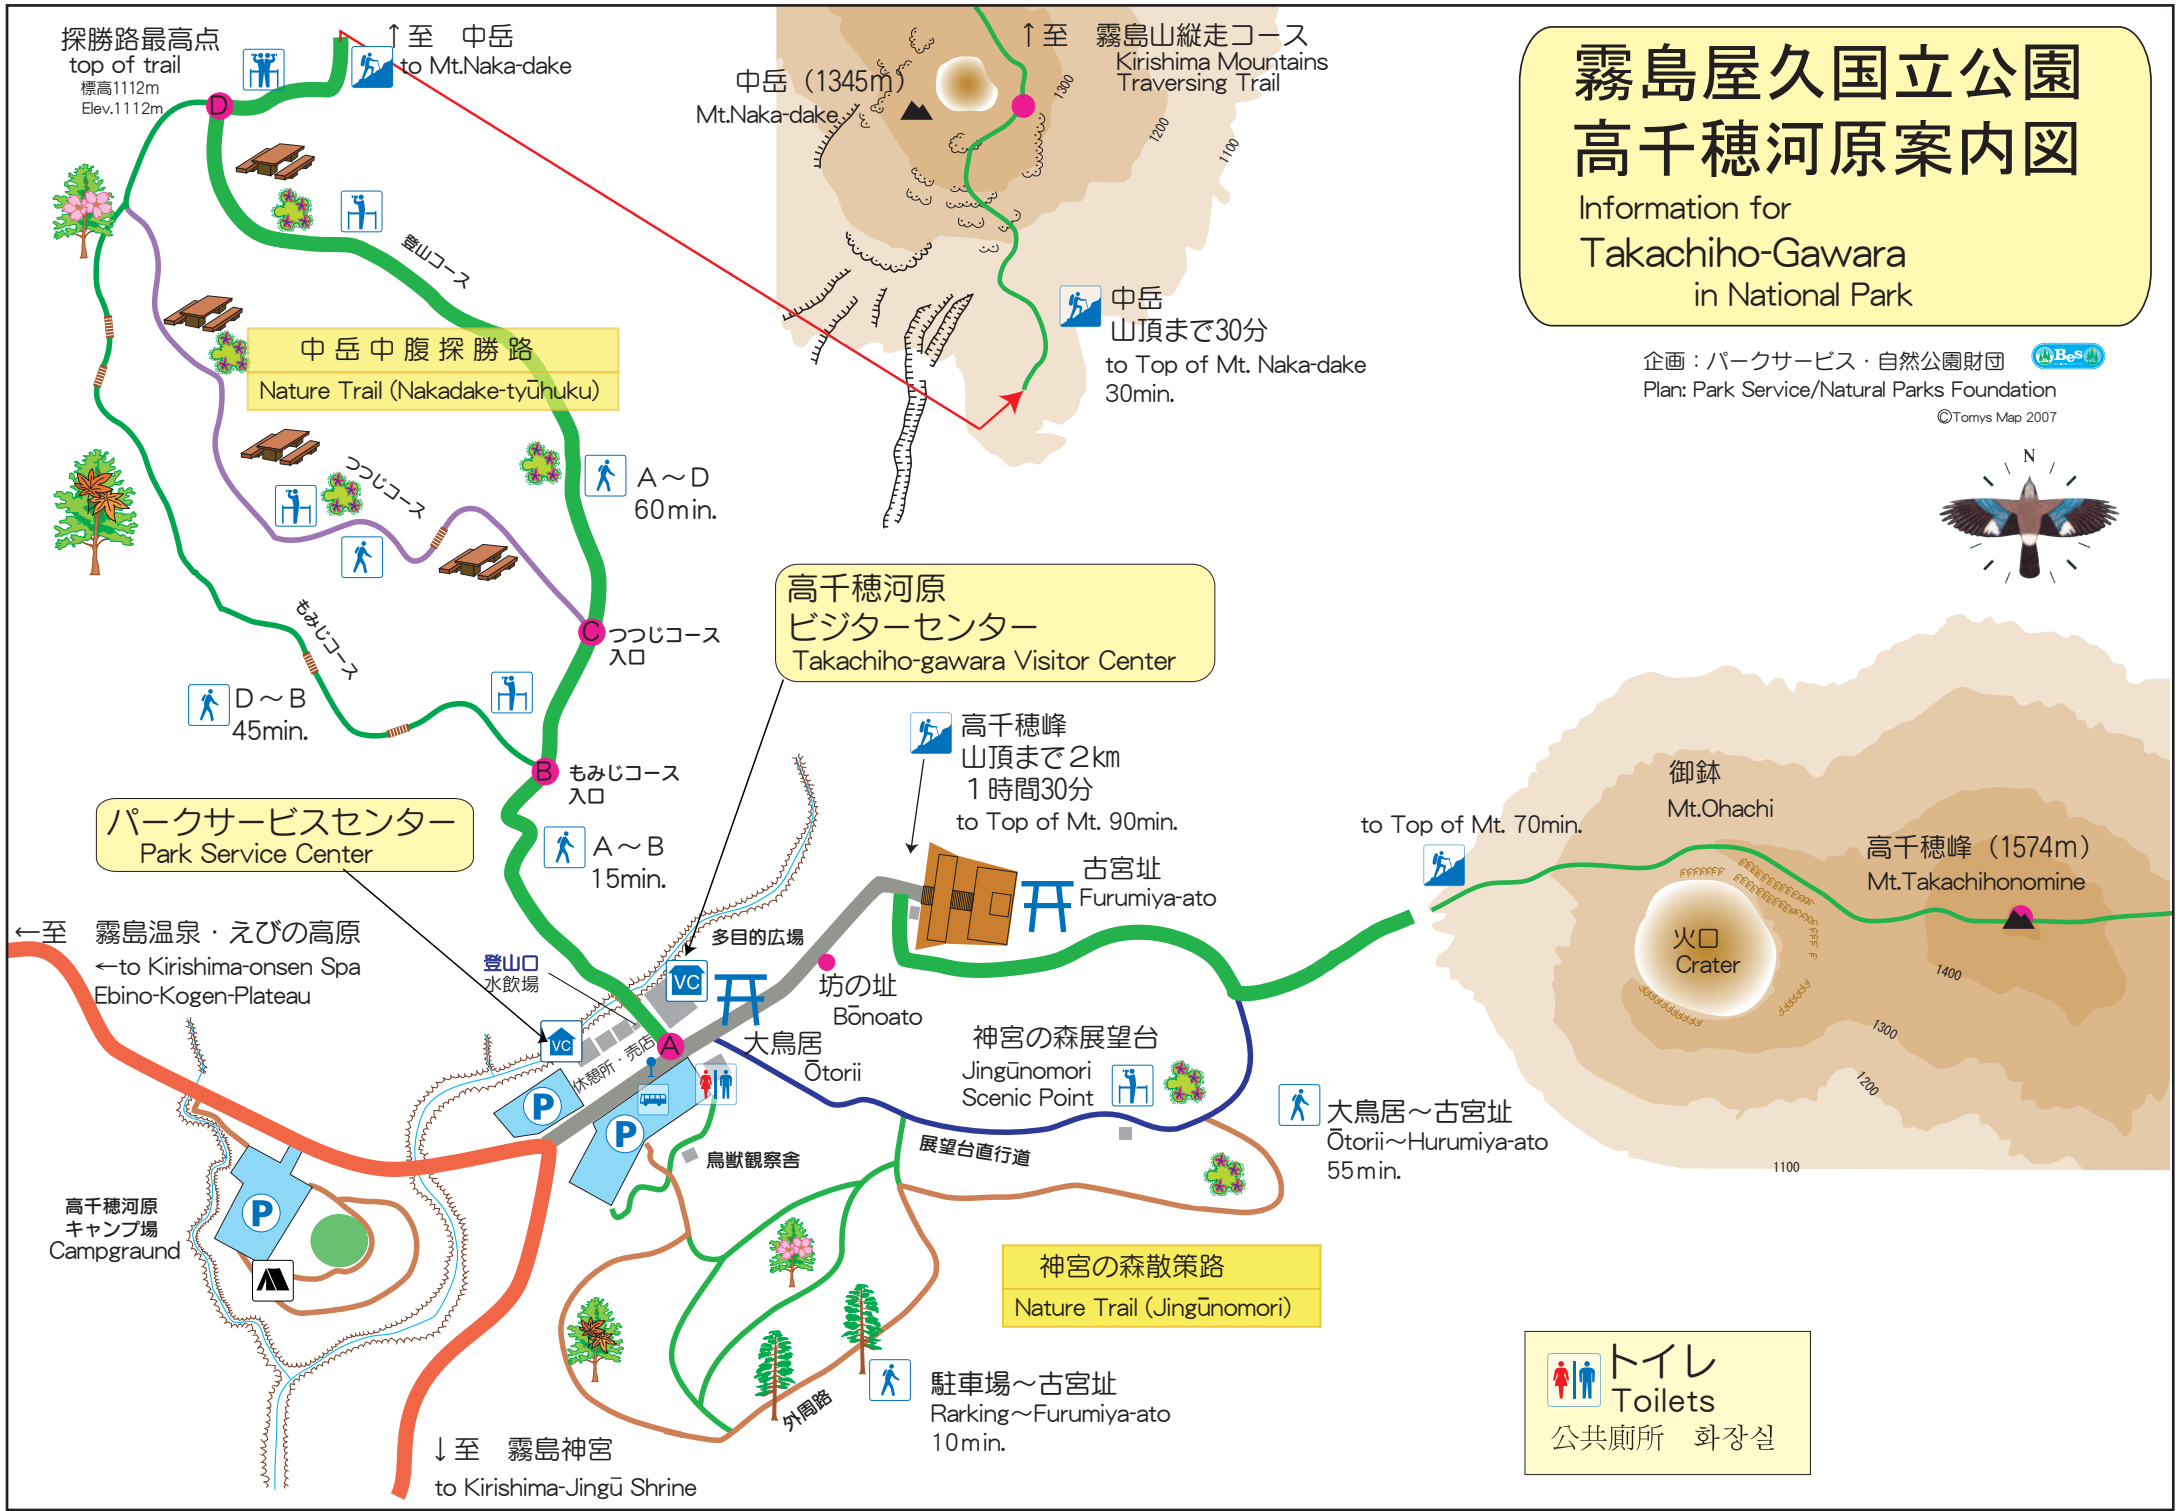 霧島屋久国立公園
高千穂河原案内図
Information for
Takachiho-Gawara
in National Park
企画：パークサービス・自然公園財団
Bes
Plan: Park Service/Natural Parks Foundation
©Tomys Map 2007
N
探勝路最高点
top of trail
標高1112m
Elev.1112m
↑至　中岳
to Mt.Naka-dake
D
登山コース
中岳中腹探勝路
Nature Trail (Nakadake-tyūhuku)
つつじコース
A～D
60min.
もみじコース
D～B
45min.
C
つつじコース
入口
B
もみじコース
入口
A～B
15min.
↑至　霧島山縦走コース
Kirishima Mountains
Traversing Trail
中岳（1345m）
Mt.Naka-dake
1300
1200
1100
中岳
山頂まで30分
to Top of Mt. Naka-dake
30min.
高千穂河原
ビジターセンター
Takachiho-gawara Visitor Center
パークサービスセンター
Park Service Center
高千穂峰
山頂まで2km
1時間30分
to Top of Mt. 90min.
古宮址
Furumiya-ato
to Top of Mt. 70min.
御鉢
Mt.Ohachi
高千穂峰（1574m）
Mt.Takachihonomine
火口
Crater
1400
1300
1200
1100
←至　霧島温泉・えびの高原
←to Kirishima-onsen Spa
Ebino-Kogen-Plateau
登山口
水飲場
多目的広場
VC
VC
A
休憩所・売店
大鳥居
Ōtorii
坊の址
Bōnoato
P
P
P
鳥獣観察舎
神宮の森展望台
Jingūnomori
Scenic Point
展望台直行道
大鳥居～古宮址
Ōtorii～Hurumiya-ato
55min.
高千穂河原
キャンプ場
Campgraund
神宮の森散策路
Nature Trail (Jingūnomori)
外周路
駐車場～古宮址
Rarking～Furumiya-ato
10min.
↓至　霧島神宮
to Kirishima-Jingū Shrine
トイレ
Toilets
公共廁所　화장실